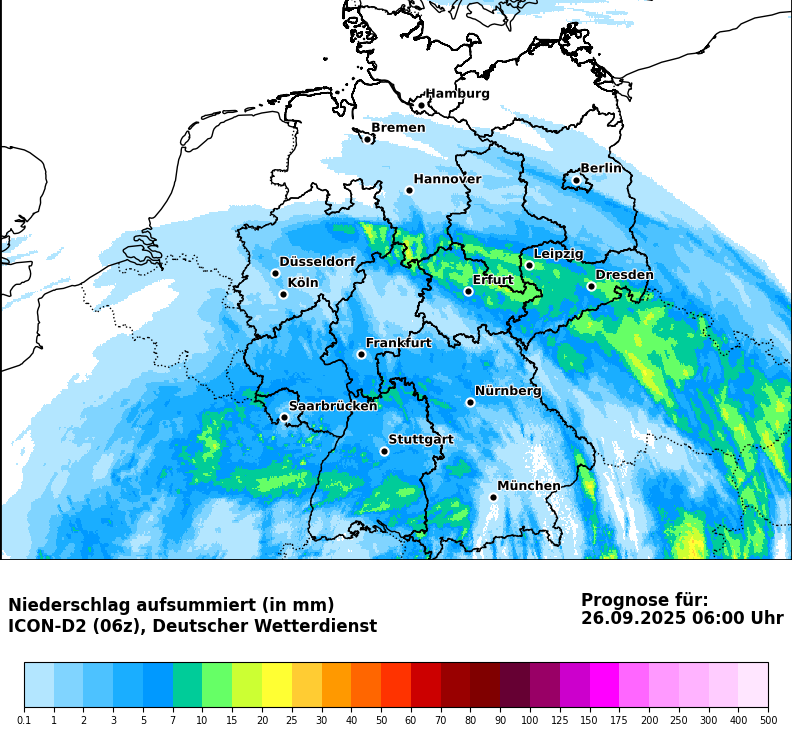 Hamburg
Bremen
Berlin
Hannover
Leipzig
Düsseldorf
Dresden
Köln
Erfurt
Frankfurt
Nürnberg
Saarbrücken
Stuttgart
München
Niederschlag aufsummiert (in mm)
ICON-D2 (06z), Deutscher Wetterdienst
Prognose für:
26.09.2025 06:00 Uhr
0.1 1 2 3 5 7 10 15 20 25 30 40 50 60 70 80 90 100 125 150 175 200 250 300 400 500